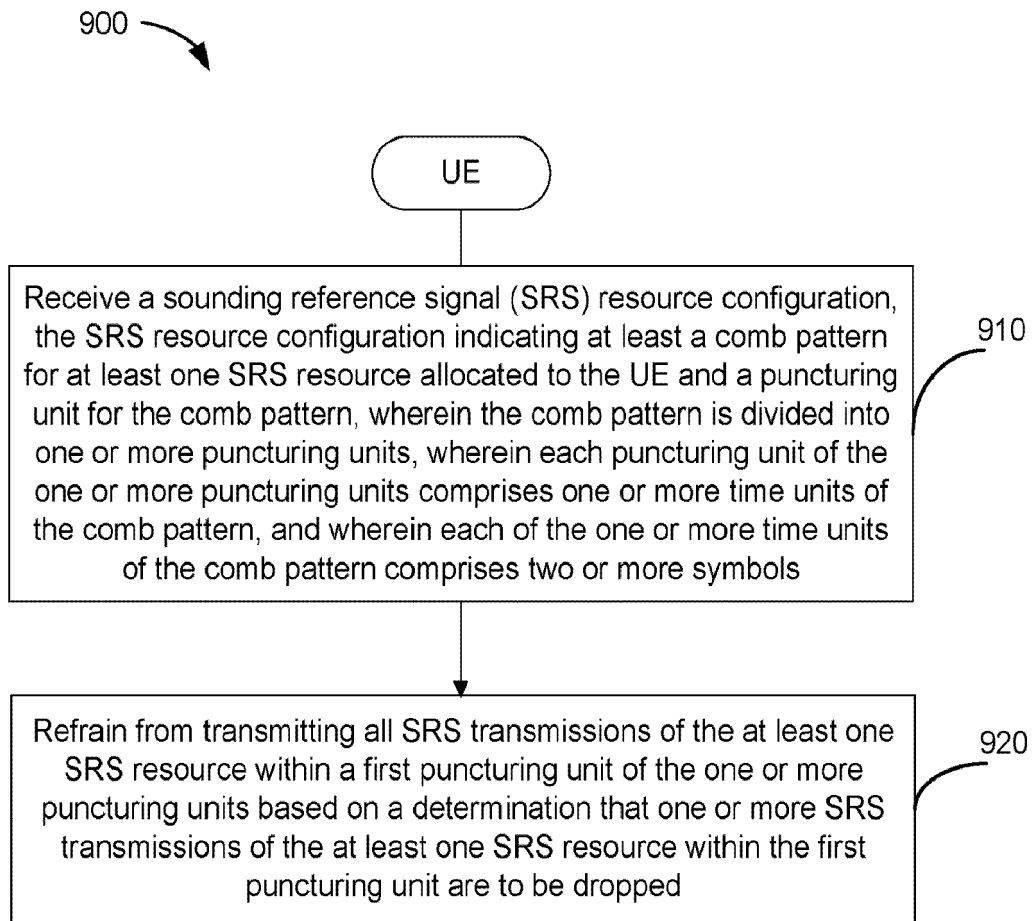 900
UE
Receive a sounding reference signal (SRS) resource configuration,
the SRS resource configuration indicating at least a comb pattern
for at least one SRS resource allocated to the UE and a puncturing
unit for the comb pattern, wherein the comb pattern is divided into
one or more puncturing units, wherein each puncturing unit of the
one or more puncturing units comprises one or more time units of
the comb pattern, and wherein each of the one or more time units
of the comb pattern comprises two or more symbols
910
Refrain from transmitting all SRS transmissions of the at least one
SRS resource within a first puncturing unit of the one or more
puncturing units based on a determination that one or more SRS
transmissions of the at least one SRS resource within the first
puncturing unit are to be dropped
920